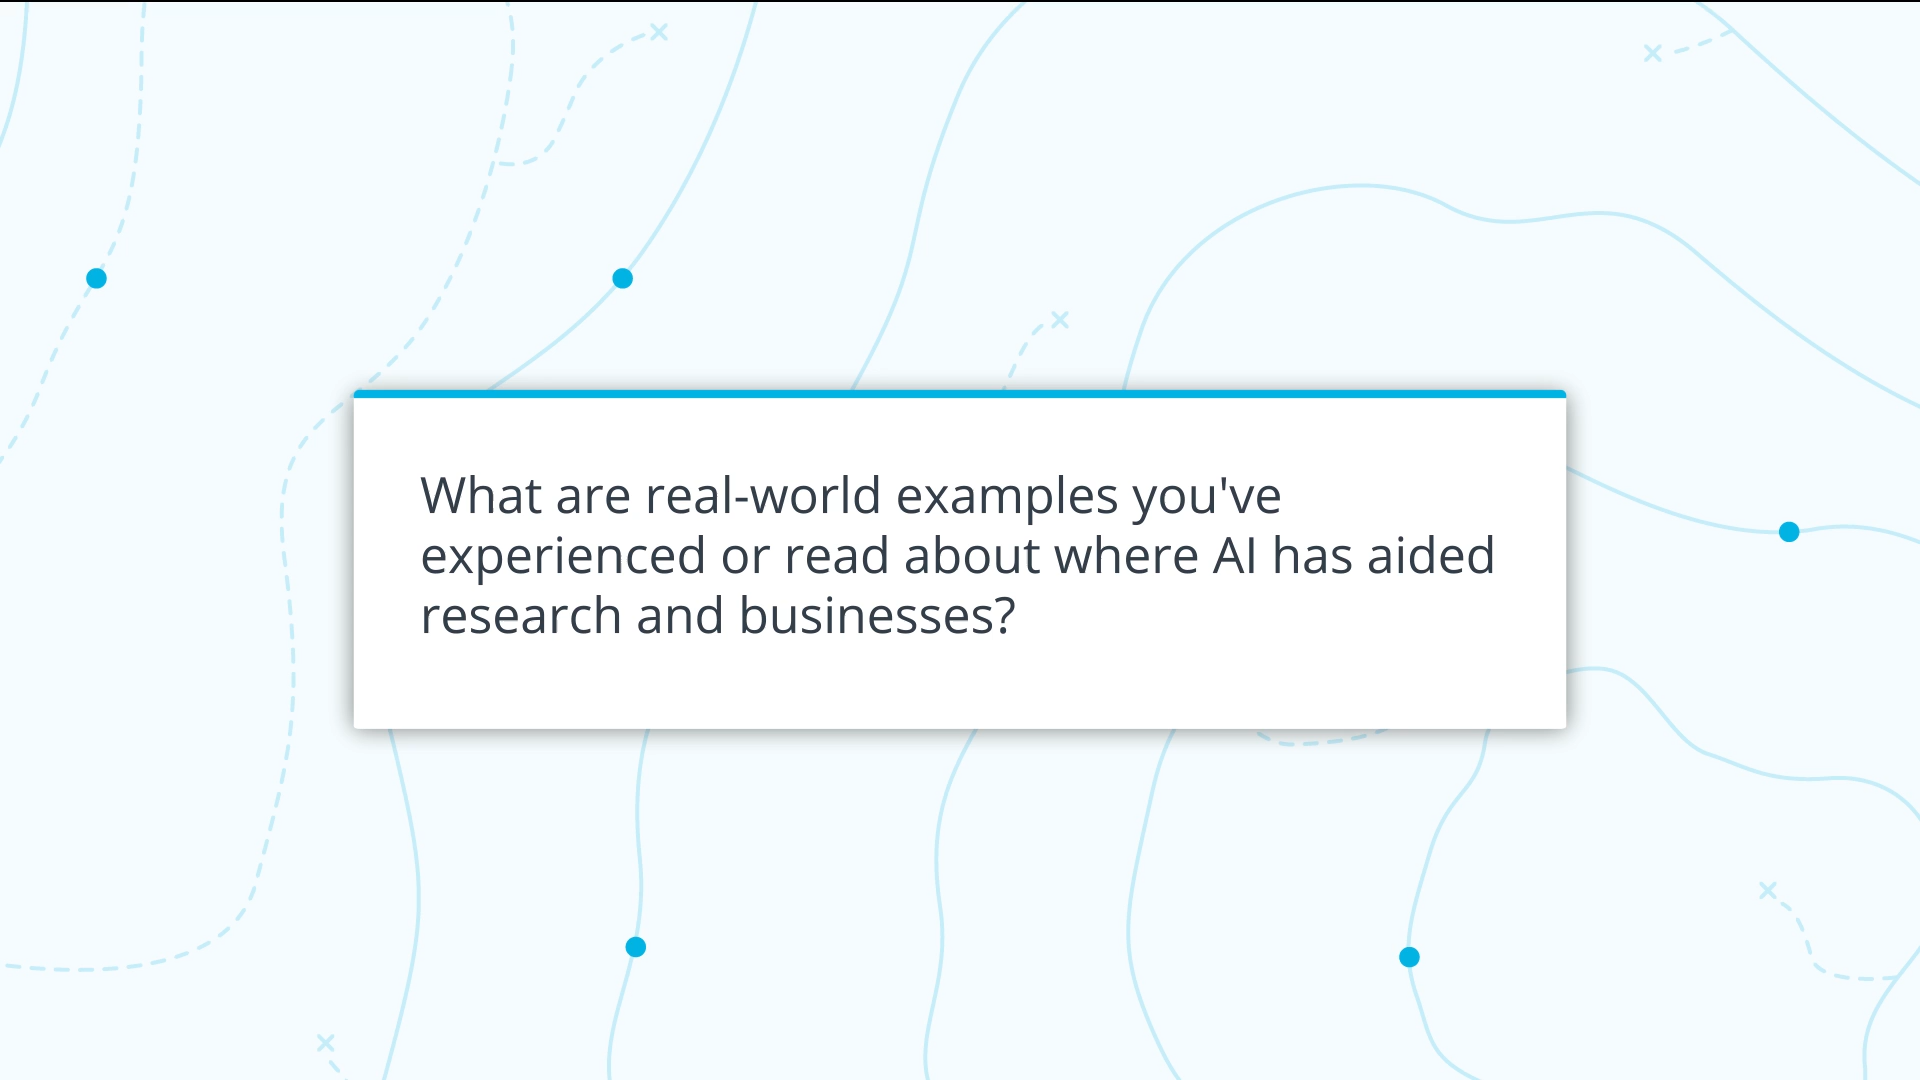 What are real-world examples you've
experienced or read about where AI has aided
research and businesses?